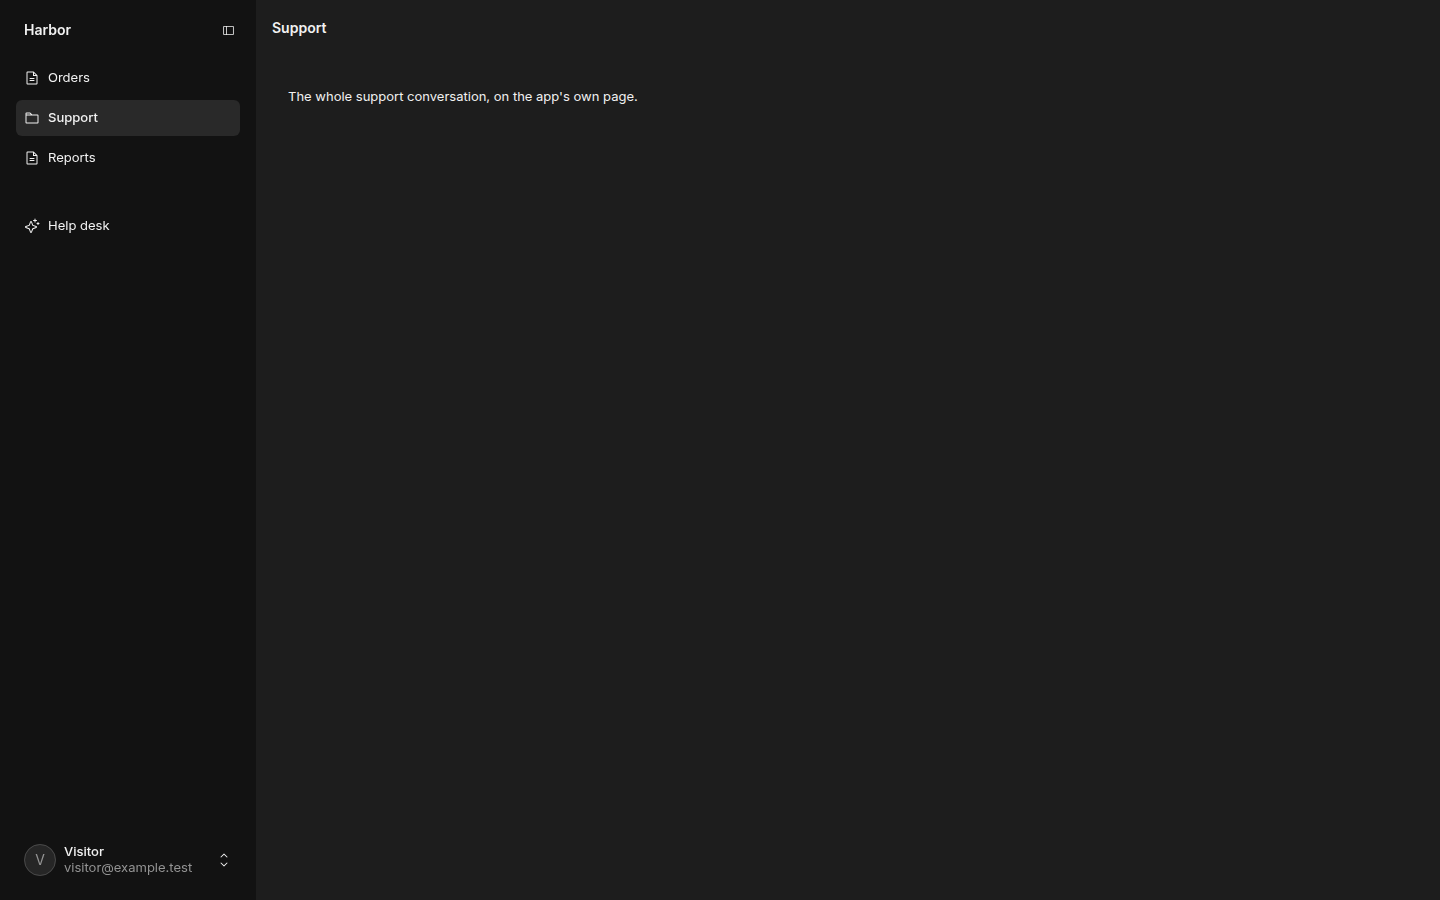 Harbor
Orders
Support
Reports
Help desk
V
Visitor
visitor@example.test
Support
The whole support conversation, on the app's own page.